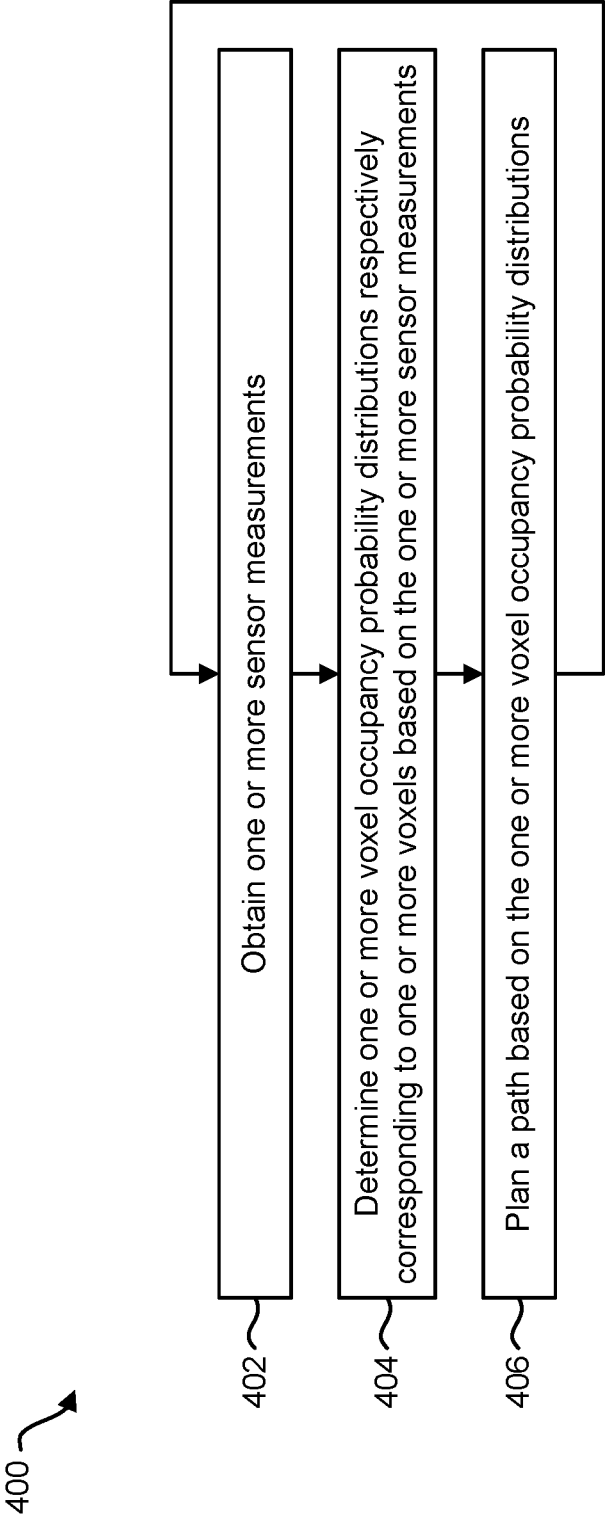 400
402
Obtain one or more sensor measurements
404
Determine one or more voxel occupancy probability distributions respectively
corresponding to one or more voxels based on the one or more sensor measurements
406
Plan a path based on the one or more voxel occupancy probability distributions